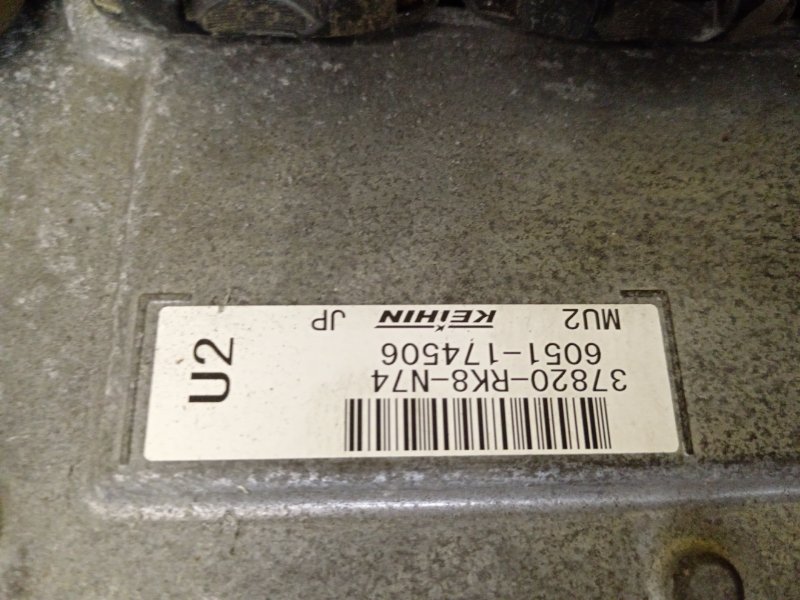 37820-RK8-N74
6051-174506
MU2 KEIHIN JP
U2